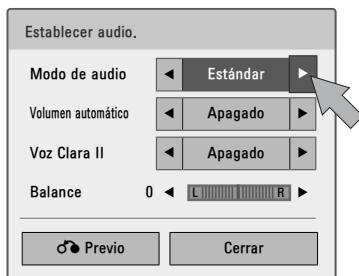 Establecer audio.
Modo de audio ◀ Estándar ▶
Volumen automático ◀ Apagado ▶
Voz Clara II ◀ Apagado ▶
Balance 0 ◀ L R ▶
Previo Cerrar